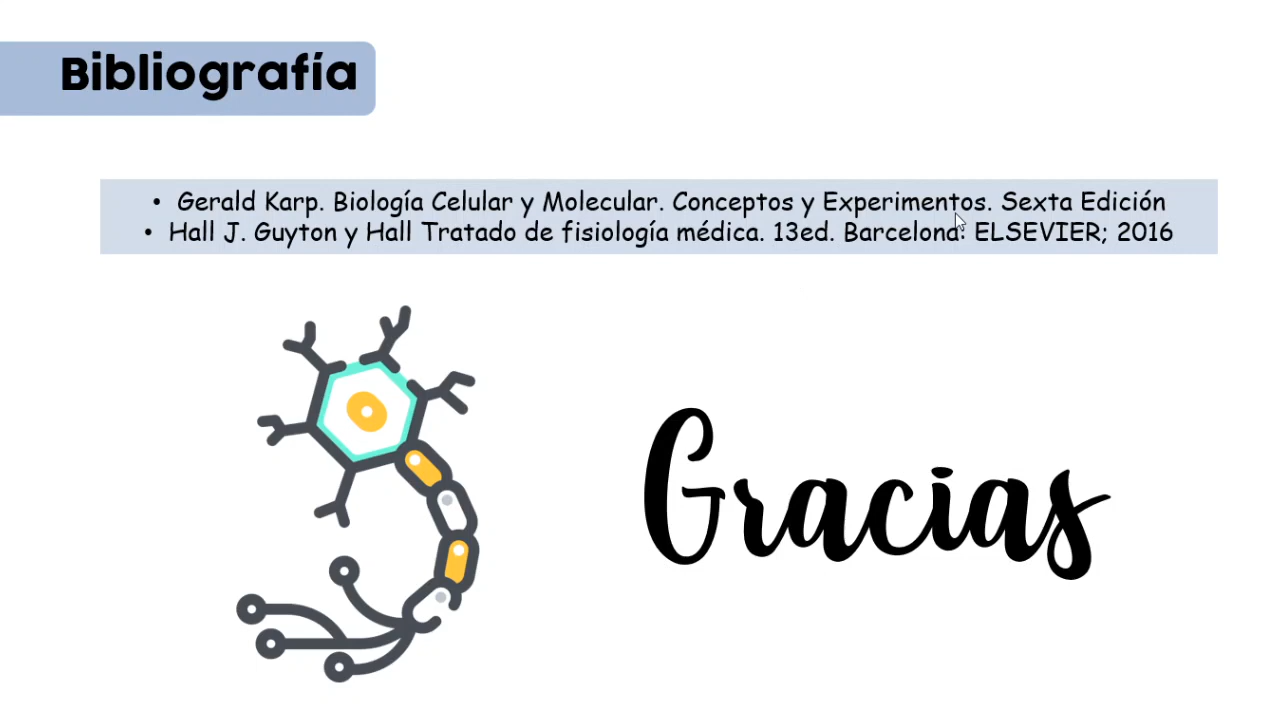 Bibliografía
• Gerald Karp. Biología Celular y Molecular. Conceptos y Experimentos. Sexta Edición
• Hall J. Guyton y Hall Tratado de fisiología médica. 13ed. Barcelona: ELSEVIER; 2016
Gracias